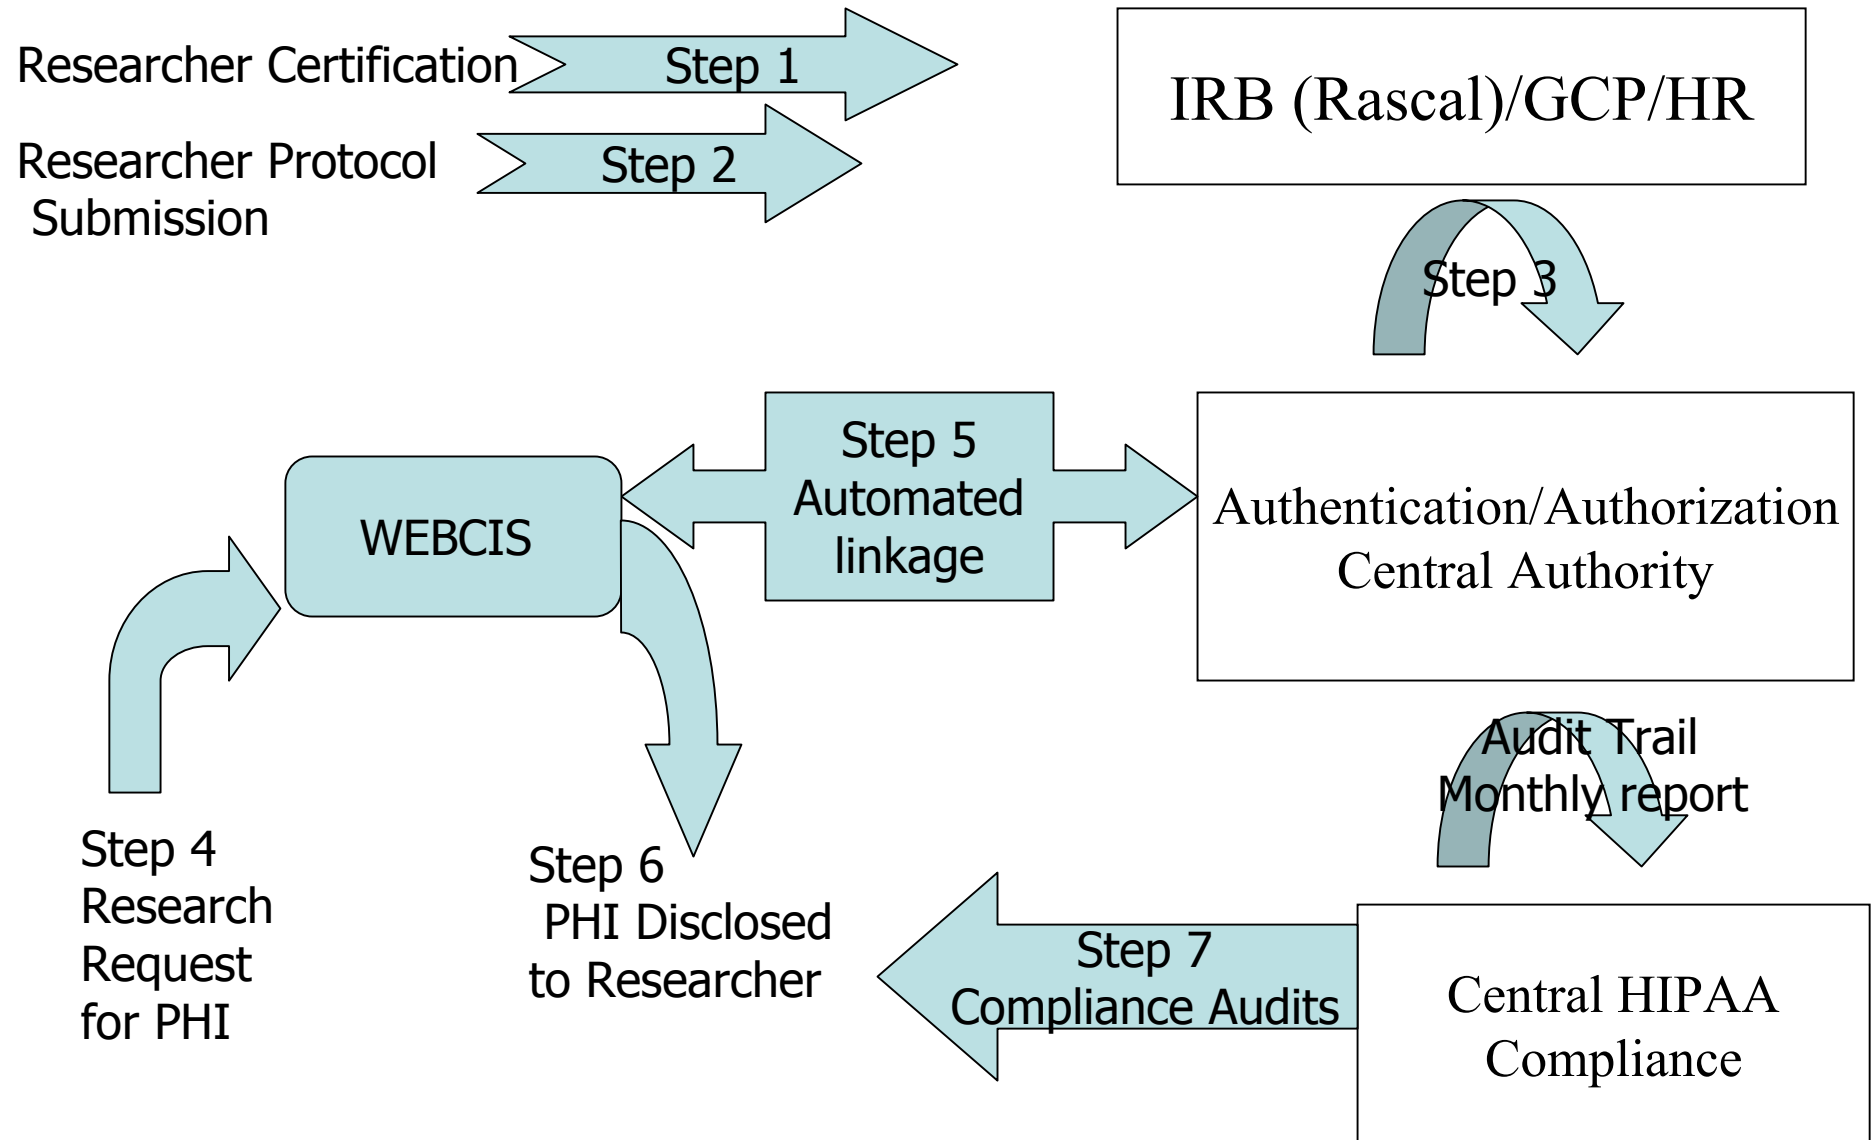 Researcher Certification
Step 1
IRB (Rascal)/GCP/HR
Researcher Protocol
Submission
Step 2
Step 3
Step 5
Automated
linkage
WEBCIS
Authentication/Authorization
Central Authority
Audit Trail
Monthly report
Step 4
Research
Request
for PHI
Step 6
PHI Disclosed
to Researcher
Step 7
Compliance Audits
Central HIPAA
Compliance